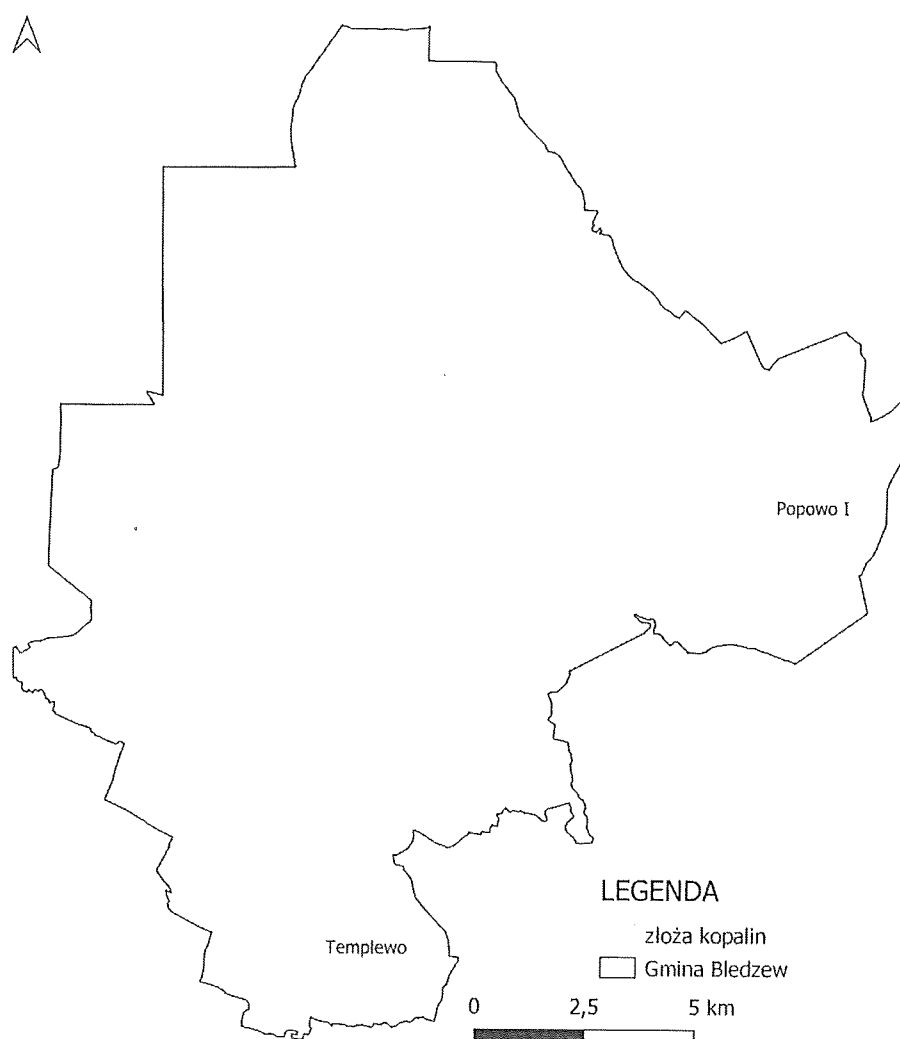 Popowo I
LEGENDA
Templewo
złoża kopalin
Gmina Bledzew
0 2,5 5 km